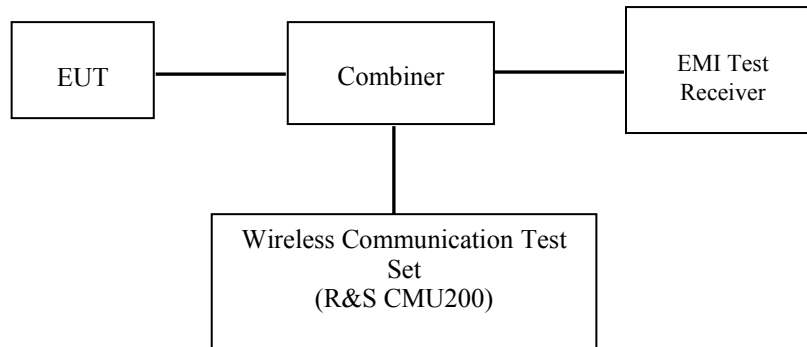 EUT
Combiner
EMI Test
Receiver
Wireless Communication Test
Set
(R&S CMU200)